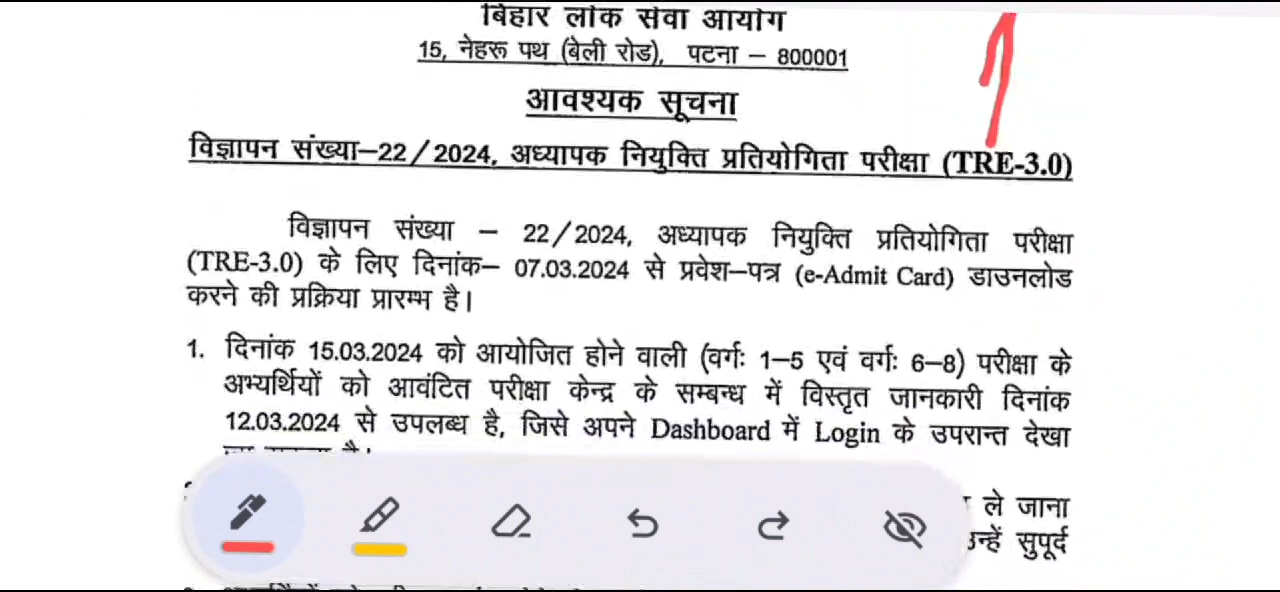 बिहार लोक सेवा आयोग
15, नेहरू पथ (बेली रोड), पटना – 800001
आवश्यक सूचना
विज्ञापन संख्या–22/2024, अध्यापक नियुक्ति प्रतियोगिता परीक्षा (TRE-3.0)
विज्ञापन संख्या – 22/2024, अध्यापक नियुक्ति प्रतियोगिता परीक्षा
(TRE-3.0) के लिए दिनांक– 07.03.2024 से प्रवेश–पत्र (e-Admit Card) डाउनलोड
करने की प्रक्रिया प्रारम्भ है।
1. दिनांक 15.03.2024 को आयोजित होने वाली (वर्गः 1–5 एवं वर्गः 6–8) परीक्षा के
अभ्यर्थियों को आवंटित परीक्षा केन्द्र के सम्बन्ध में विस्तृत जानकारी दिनांक
12.03.2024 से उपलब्ध है, जिसे अपने Dashboard में Login के उपरान्त देखा
ले जाना
उन्हें सुपूर्द